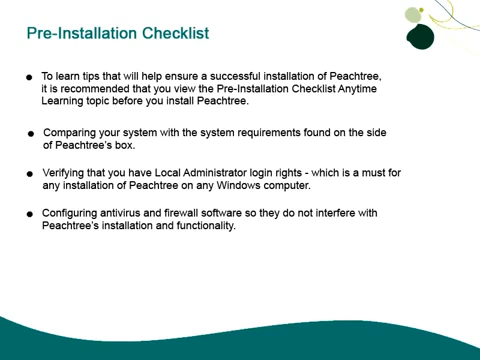 Pre-Installation Checklist
● To learn tips that will help ensure a successful installation of Peachtree,
it is recommended that you view the Pre-Installation Checklist Anytime
Learning topic before you install Peachtree.
● Comparing your system with the system requirements found on the side
of Peachtree's box.
● Verifying that you have Local Administrator login rights - which is a must for
any installation of Peachtree on any Windows computer.
● Configuring antivirus and firewall software so they do not interfere with
Peachtree's installation and functionality.